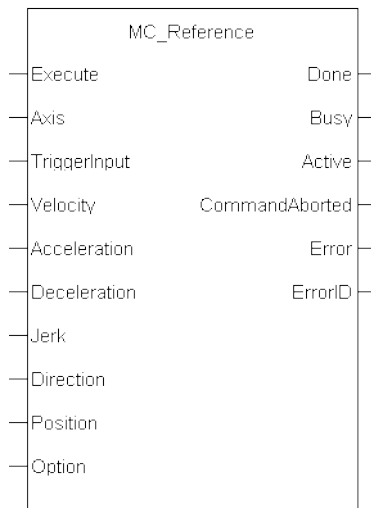 MC_Reference
Execute Done
Axis Busy
TriggerInput Active
Velocity CommandAborted
Acceleration Error
Deceleration ErrorID
Jerk
Direction
Position
Option